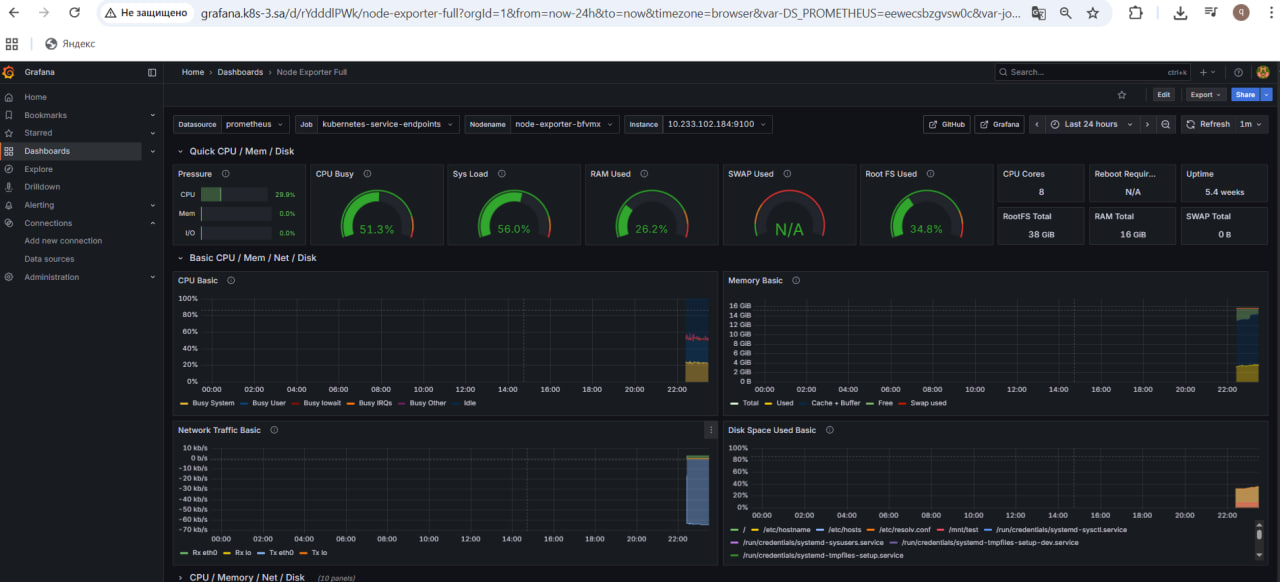 Не защищено
grafana.k8s-3.sa/d/rYdddlPWk/node-exporter-full?orgId=1&from=now-24h&to=now&timezone=browser&var-DS_PROMETHEUS=eewecsbzgvsw0c&var-jo...
q
Яндекс
Grafana
Home › Dashboards › Node Exporter Full
Search...
ctrl+k
Home
Bookmarks
Starred
Dashboards
Explore
Drilldown
Alerting
Connections
Add new connection
Data sources
Administration
Edit
Export
Share
Datasource prometheus
Job kubernetes-service-endpoints
Nodename node-exporter-bfvmx
Instance 10.233.102.184:9100
GitHub
Grafana
Last 24 hours
Refresh 1m
Quick CPU / Mem / Disk
Pressure
CPU 29.9%
Mem 0.0%
I/O 0.0%
CPU Busy
51.3%
Sys Load
56.0%
RAM Used
26.2%
SWAP Used
N/A
Root FS Used
34.8%
CPU Cores
8
Reboot Requir...
N/A
Uptime
5.4 weeks
RootFS Total
38 GiB
RAM Total
16 GiB
SWAP Total
0 B
Basic CPU / Mem / Net / Disk
CPU Basic
100%
80%
60%
40%
20%
0%
00:00 02:00 04:00 06:00 08:00 10:00 12:00 14:00 16:00 18:00 20:00 22:00
Busy System Busy User Busy Iowait Busy IRQs Busy Other Idle
Memory Basic
16 GiB
14 GiB
12 GiB
10 GiB
8 GiB
6 GiB
4 GiB
2 GiB
0 B
00:00 02:00 04:00 06:00 08:00 10:00 12:00 14:00 16:00 18:00 20:00 22:00
Total Used Cache + Buffer Free Swap used
Network Traffic Basic
10 kb/s
0 b/s
-10 kb/s
-20 kb/s
-30 kb/s
-40 kb/s
-50 kb/s
-60 kb/s
-70 kb/s
00:00 02:00 04:00 06:00 08:00 10:00 12:00 14:00 16:00 18:00 20:00 22:00
Rx eth0 Rx lo Tx eth0 Tx lo
Disk Space Used Basic
100%
80%
60%
40%
20%
0%
00:00 02:00 04:00 06:00 08:00 10:00 12:00 14:00 16:00 18:00 20:00 22:00
/ /etc/hostname /etc/hosts /etc/resolv.conf /mnt/test /run/credentials/systemd-sysctl.service
/run/credentials/systemd-sysusers.service /run/credentials/systemd-tmpfiles-setup-dev.service
/run/credentials/systemd-tmpfiles-setup.service
CPU / Memory / Net / Disk (10 panels)